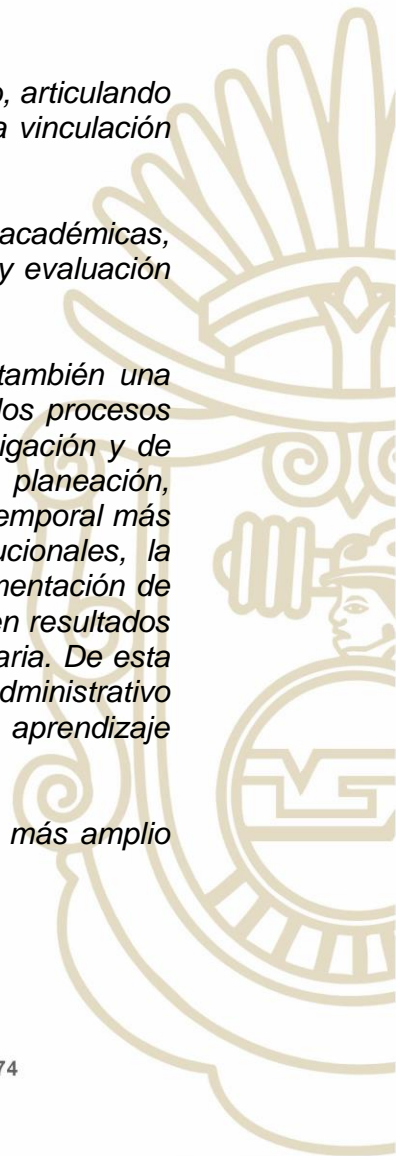 o, articulando
a vinculación
académicas,
y evaluación
también una
los procesos
igación y de
planeación,
emporal más
ucionales, la
mentación de
en resultados
aria. De esta
dministrativo
aprendizaje
más amplio
74